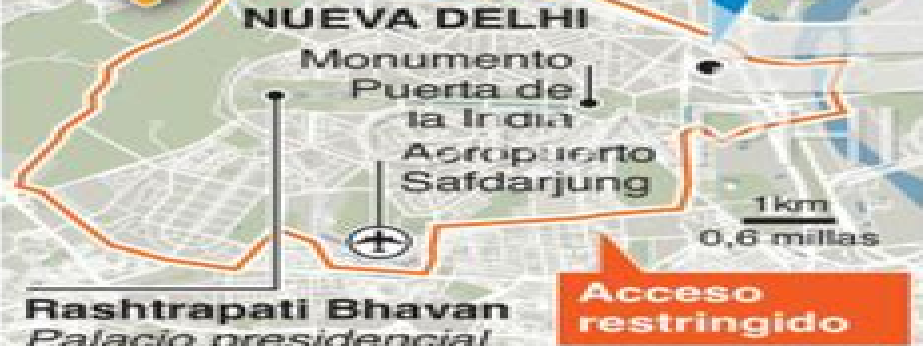 NUEVA DELHI
Monumento
Puerta de
la India
Aeropuerto
Safdarjung
1km
0,6 millas
Rashtrapati Bhavan
Palacio presidencial
Acceso
restringido